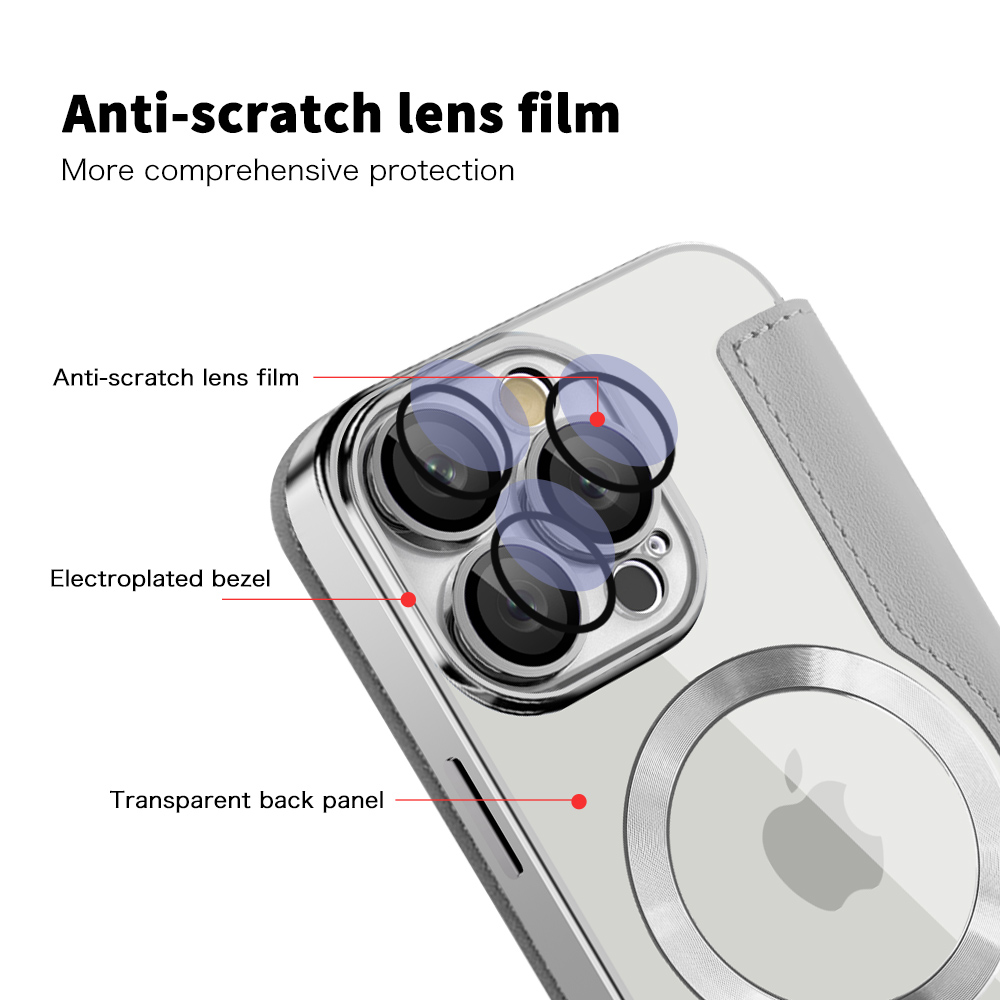 Anti-scratch lens film
More comprehensive protection
Anti-scratch lens film
Electroplated bezel
Transparent back panel